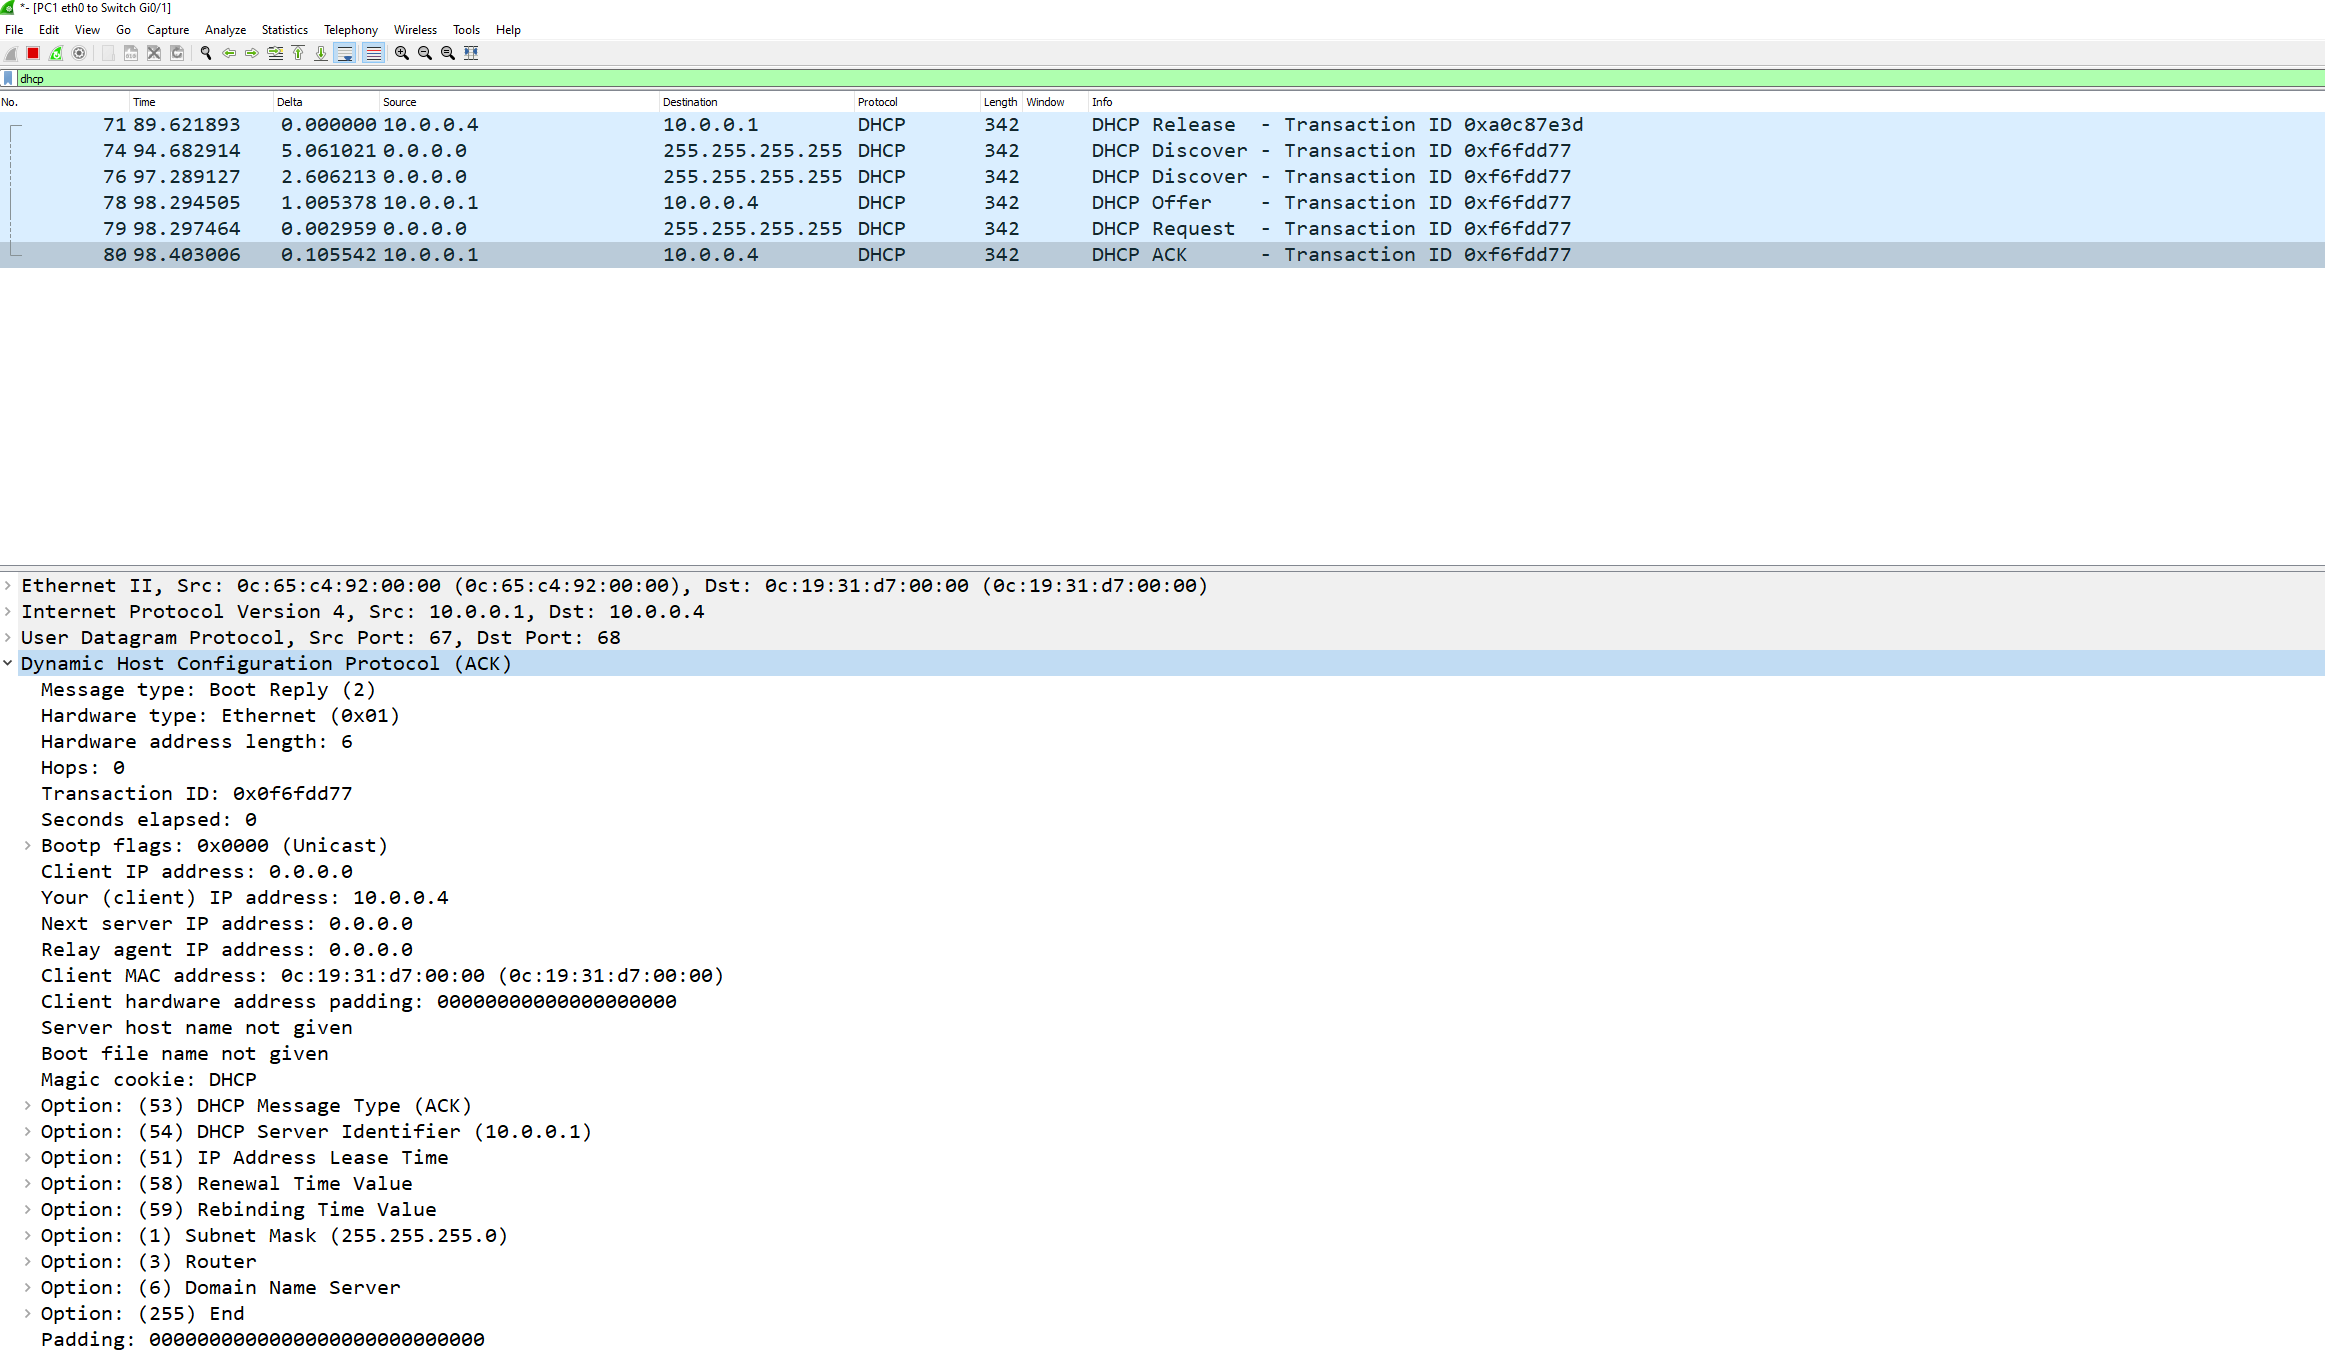 *- [PC1 eth0 to Switch Gi0/1]
File Edit View Go Capture Analyze Statistics Telephony Wireless Tools Help
dhcp
No. Time Delta Source Destination Protocol Length Window Info
71 89.621893 0.000000 10.0.0.4 10.0.0.1 DHCP 342 DHCP Release - Transaction ID 0xa0c87e3d
74 94.682914 5.061021 0.0.0.0 255.255.255.255 DHCP 342 DHCP Discover - Transaction ID 0xf6fdd77
76 97.289127 2.606213 0.0.0.0 255.255.255.255 DHCP 342 DHCP Discover - Transaction ID 0xf6fdd77
78 98.294505 1.005378 10.0.0.1 10.0.0.4 DHCP 342 DHCP Offer - Transaction ID 0xf6fdd77
79 98.297464 0.002959 0.0.0.0 255.255.255.255 DHCP 342 DHCP Request - Transaction ID 0xf6fdd77
80 98.403006 0.105542 10.0.0.1 10.0.0.4 DHCP 342 DHCP ACK - Transaction ID 0xf6fdd77
Ethernet II, Src: 0c:65:c4:92:00:00 (0c:65:c4:92:00:00), Dst: 0c:19:31:d7:00:00 (0c:19:31:d7:00:00)
Internet Protocol Version 4, Src: 10.0.0.1, Dst: 10.0.0.4
User Datagram Protocol, Src Port: 67, Dst Port: 68
Dynamic Host Configuration Protocol (ACK)
Message type: Boot Reply (2)
Hardware type: Ethernet (0x01)
Hardware address length: 6
Hops: 0
Transaction ID: 0x0f6fdd77
Seconds elapsed: 0
Bootp flags: 0x0000 (Unicast)
Client IP address: 0.0.0.0
Your (client) IP address: 10.0.0.4
Next server IP address: 0.0.0.0
Relay agent IP address: 0.0.0.0
Client MAC address: 0c:19:31:d7:00:00 (0c:19:31:d7:00:00)
Client hardware address padding: 00000000000000000000
Server host name not given
Boot file name not given
Magic cookie: DHCP
Option: (53) DHCP Message Type (ACK)
Option: (54) DHCP Server Identifier (10.0.0.1)
Option: (51) IP Address Lease Time
Option: (58) Renewal Time Value
Option: (59) Rebinding Time Value
Option: (1) Subnet Mask (255.255.255.0)
Option: (3) Router
Option: (6) Domain Name Server
Option: (255) End
Padding: 0000000000000000000000000000